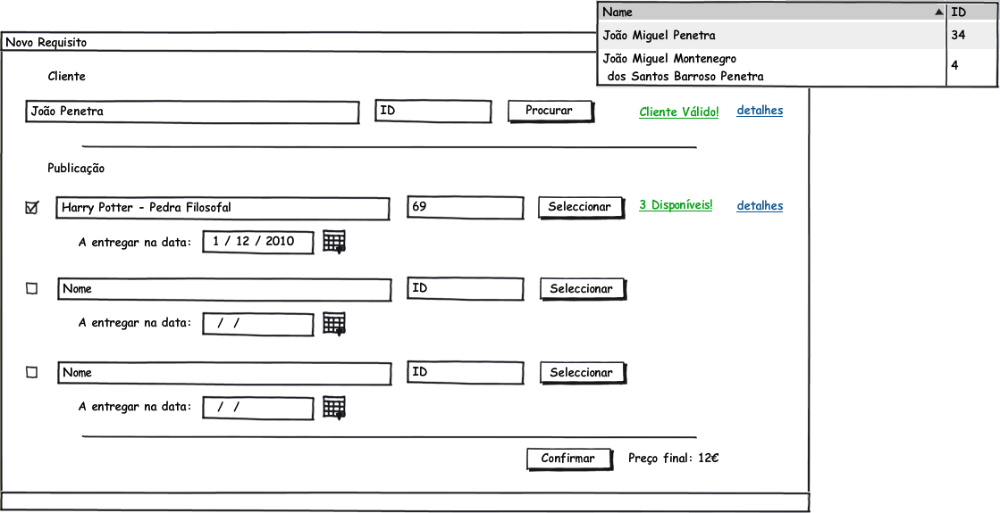 Name ID
João Miguel Penetra 34
João Miguel Montenegro
dos Santos Barroso Penetra 4
Novo Requisito
Cliente
João Penetra ID Procurar Cliente Válido! detalhes
Publicação
Harry Potter - Pedra Filosofal 69 Seleccionar 3 Disponíveis! detalhes
A entregar na data: 1 / 12 / 2010
Nome ID Seleccionar
A entregar na data: / /
Nome ID Seleccionar
A entregar na data: / /
Confirmar Preço final: 12€